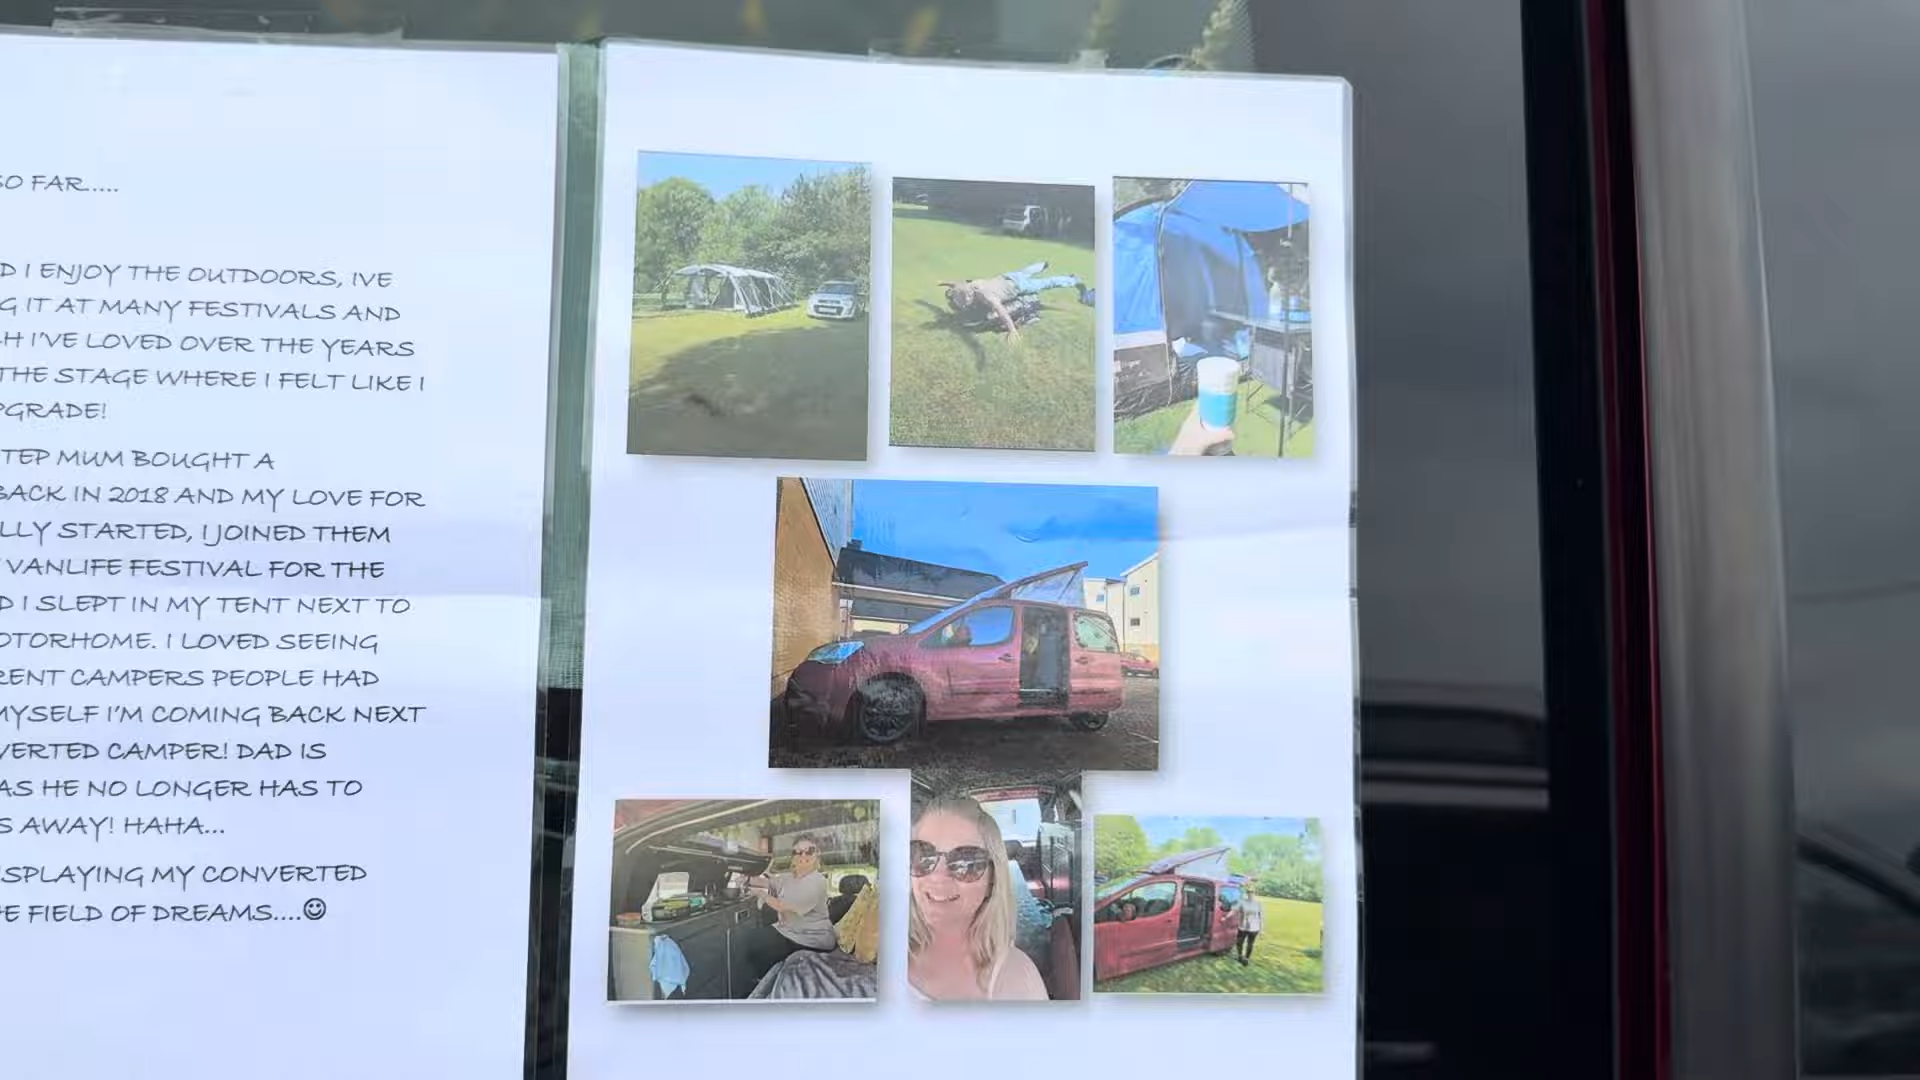 SO FAR....
D I ENJOY THE OUTDOORS, IVE
G IT AT MANY FESTIVALS AND
H I'VE LOVED OVER THE YEARS
THE STAGE WHERE I FELT LIKE I
PGRADE!
TEP MUM BOUGHT A
BACK IN 2018 AND MY LOVE FOR
LLY STARTED, I JOINED THEM
VANLIFE FESTIVAL FOR THE
D I SLEPT IN MY TENT NEXT TO
OTORHOME. I LOVED SEEING
RENT CAMPERS PEOPLE HAD
MYSELF I'M COMING BACK NEXT
VERTED CAMPER! DAD IS
AS HE NO LONGER HAS TO
S AWAY! HAHA...
ISPLAYING MY CONVERTED
HE FIELD OF DREAMS....☺